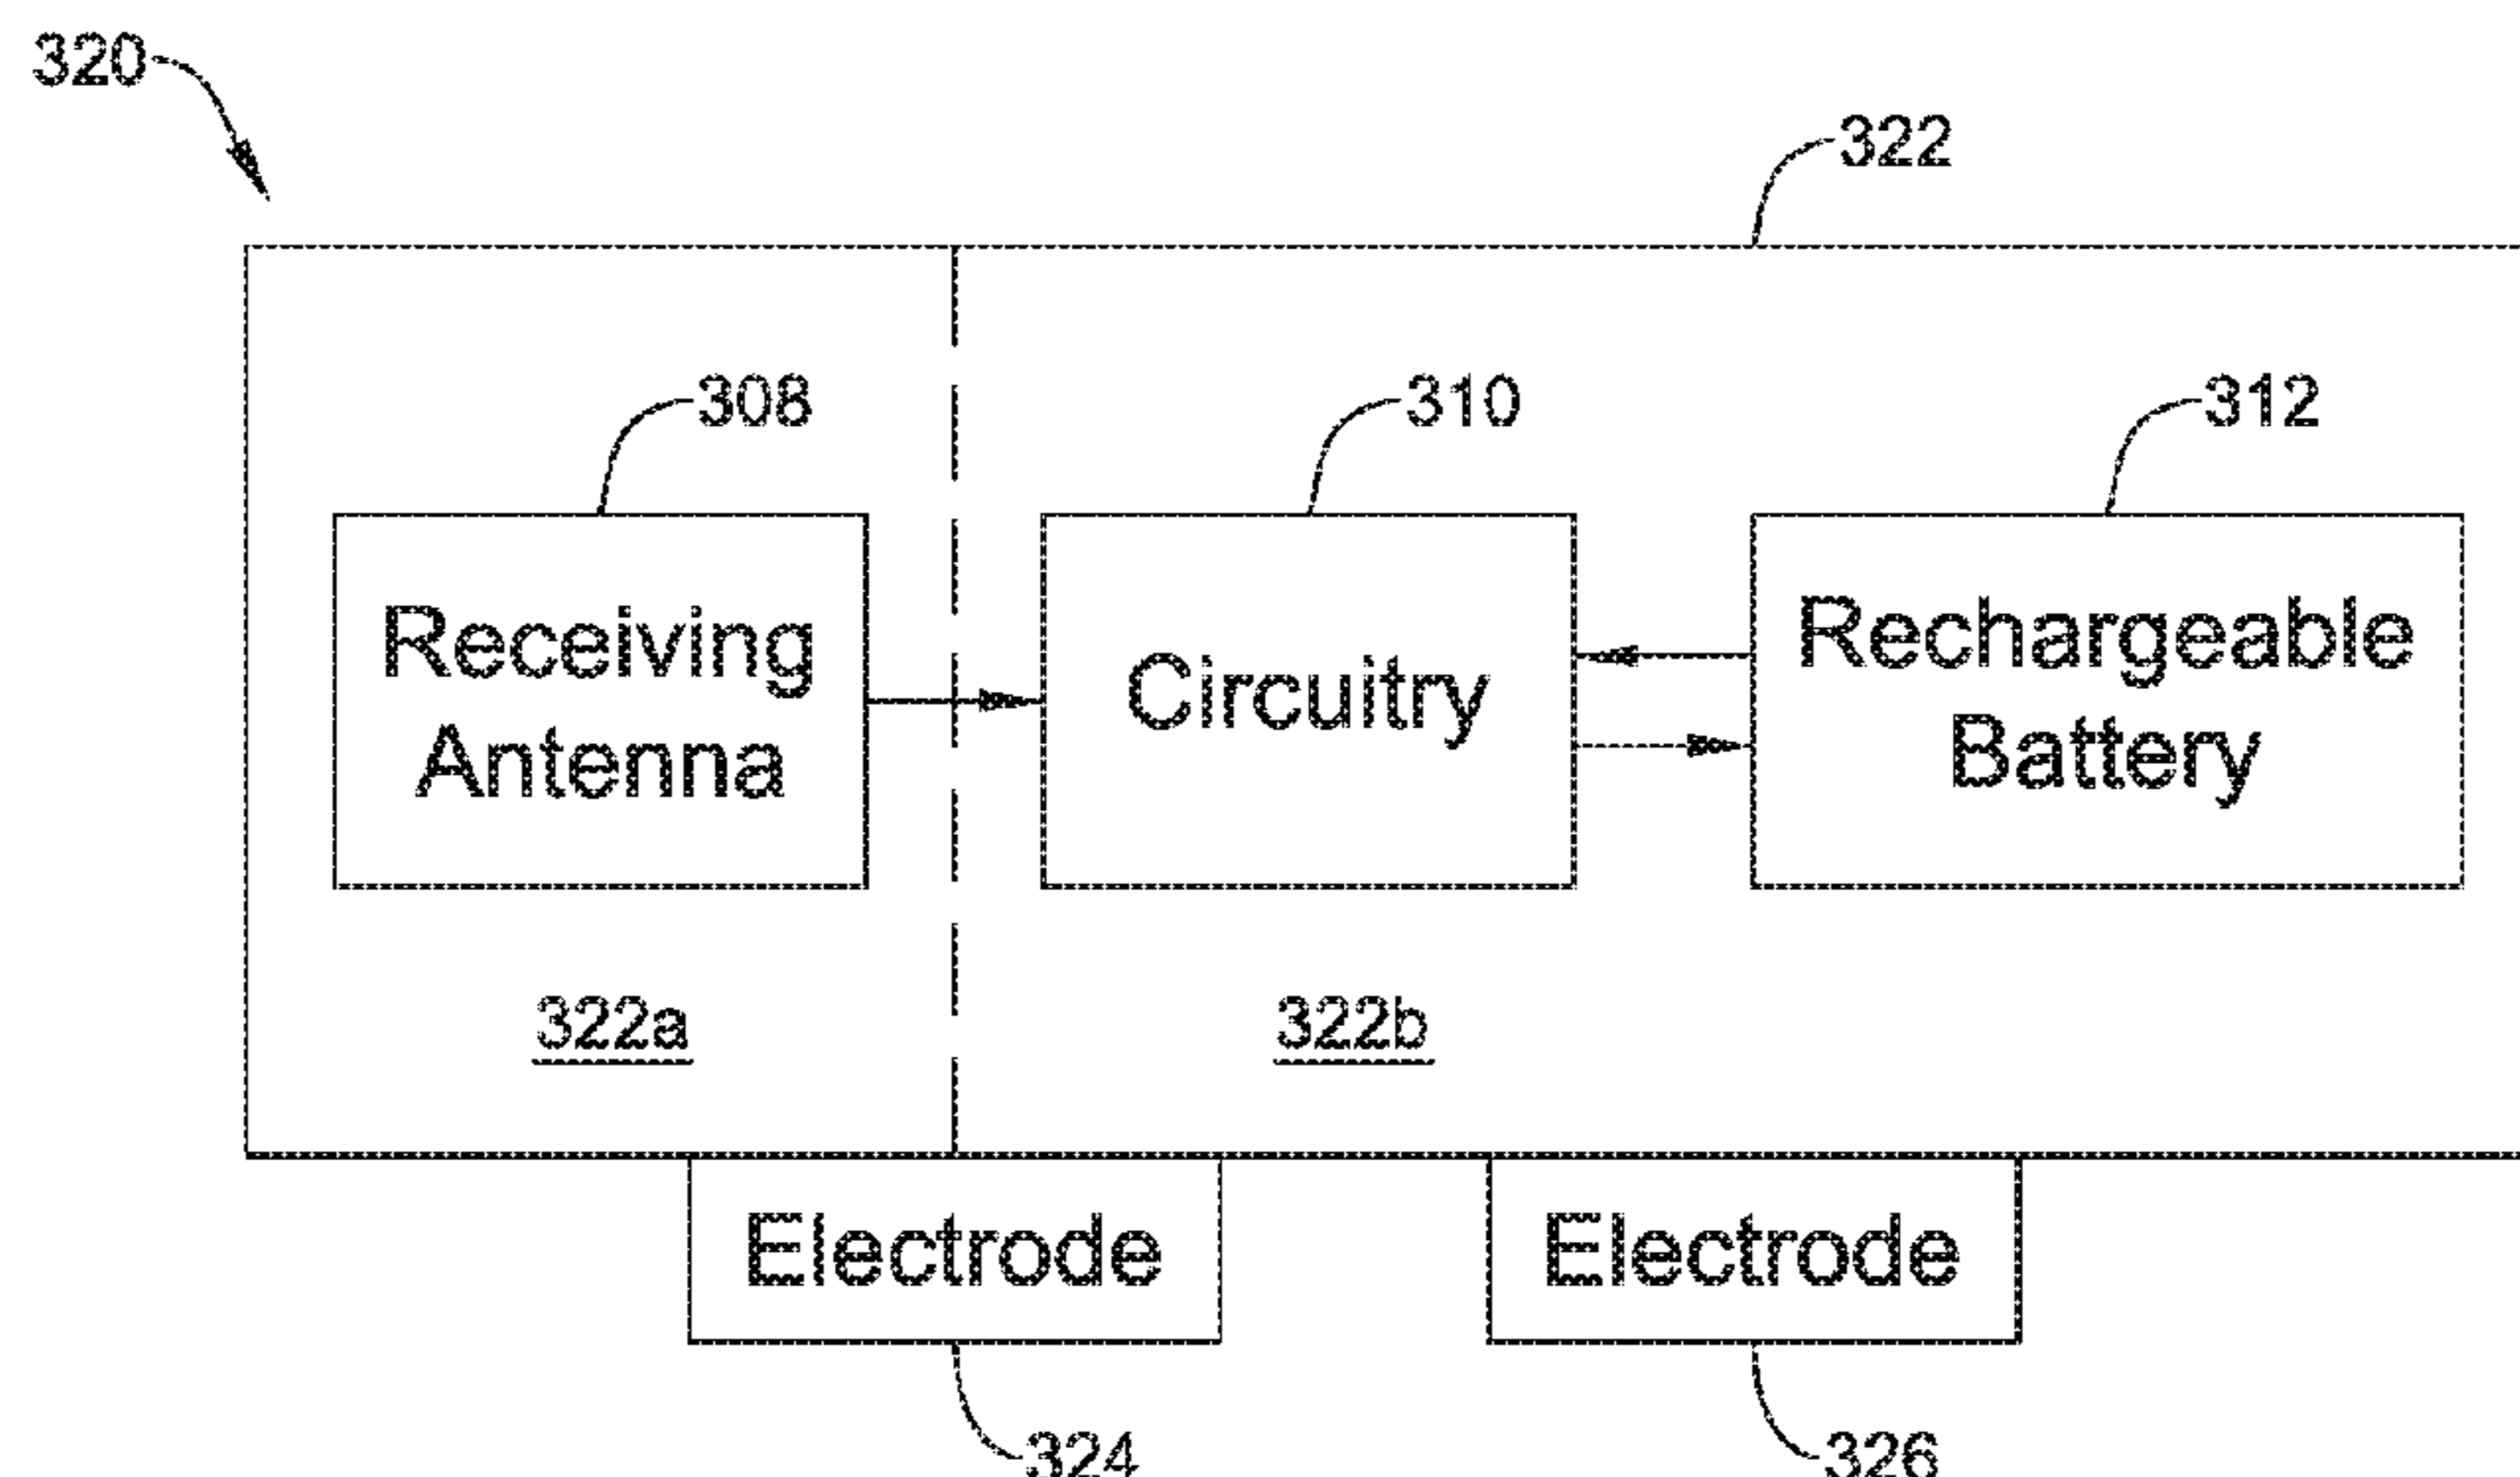 320
322
308
310
312
Receiving
Antenna
Circuitry
Rechargeable
Battery
322a
322b
Electrode
Electrode
324
326